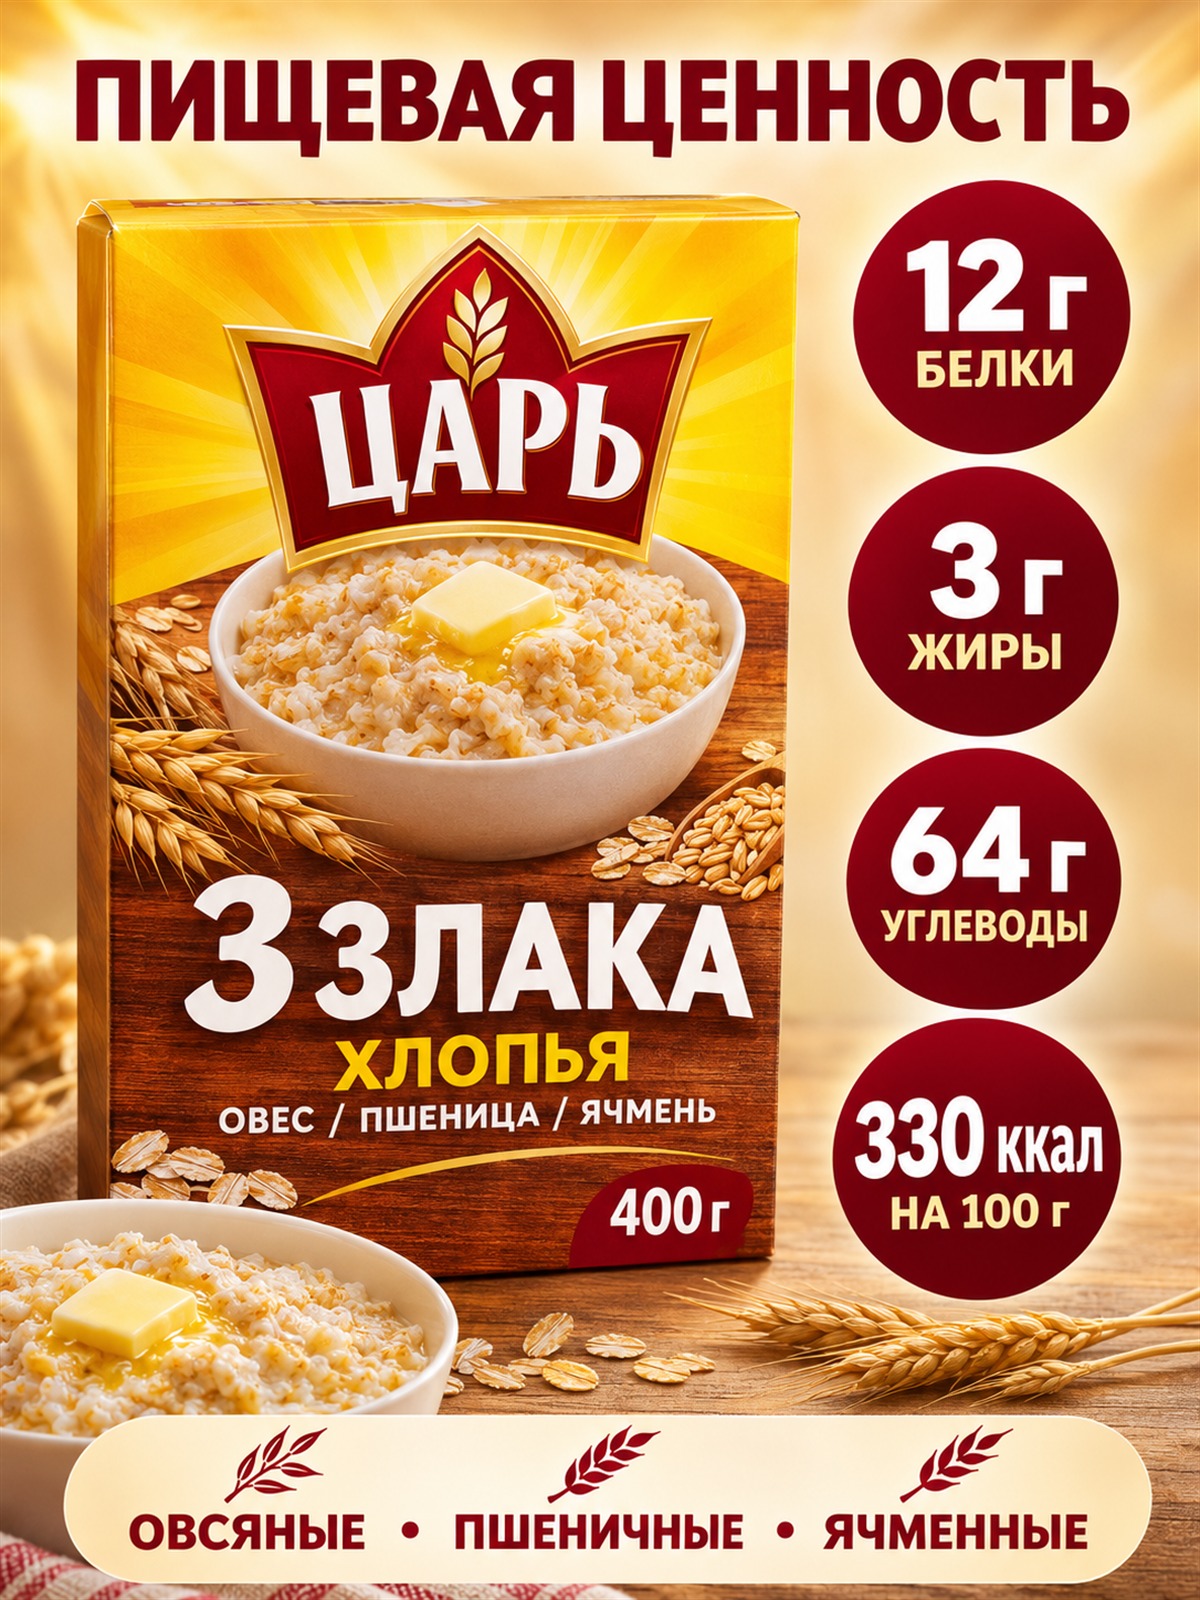 ПИЩЕВАЯ ЦЕННОСТЬ
ЦАРЬ
3 ЗЛАКА
ХЛОПЬЯ
ОВЕС / ПШЕНИЦА / ЯЧМЕНЬ
400 г
12 г
БЕЛКИ
3 г
ЖИРЫ
64 г
УГЛЕВОДЫ
330 ккал
НА 100 г
ОВСЯНЫЕ • ПШЕНИЧНЫЕ • ЯЧМЕННЫЕ